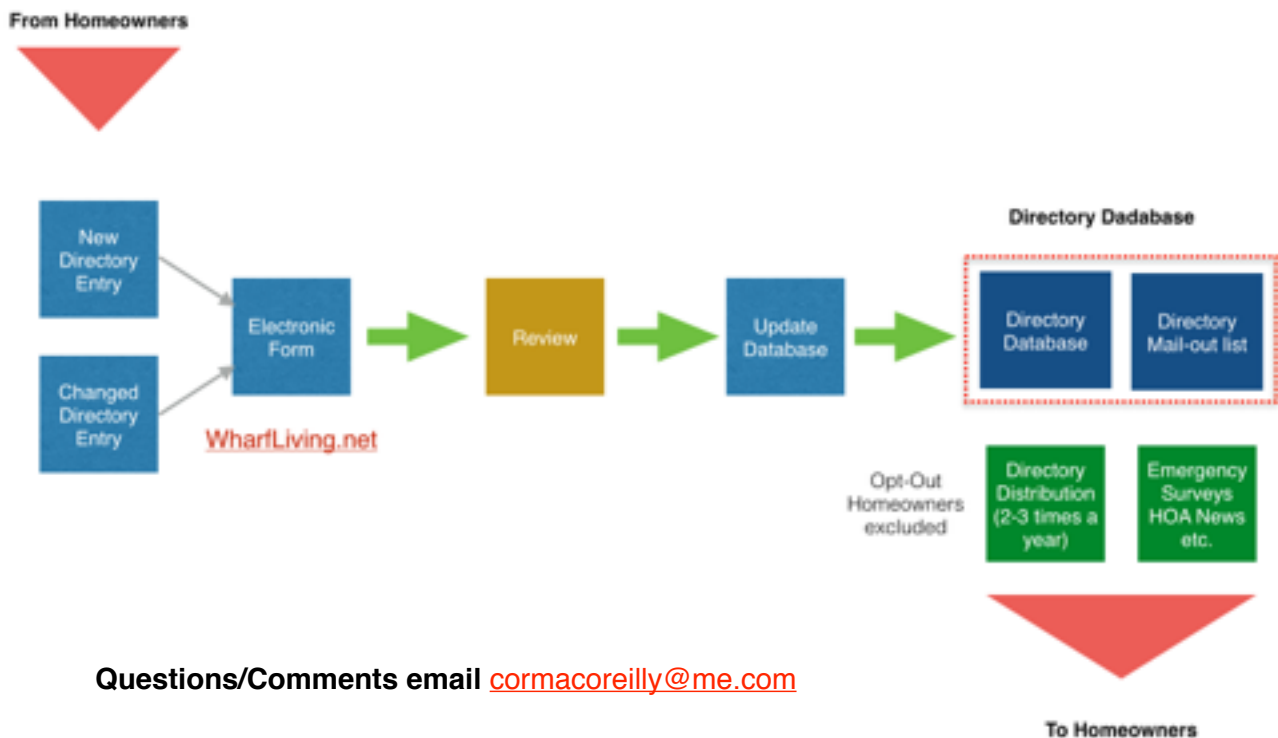 From Homeowners
New
Directory
Entry
Changed
Directory
Entry
Electronic
Form
WharfLiving.net
Review
Update
Database
Directory Dadabase
Directory
Database
Directory
Mail-out list
Opt-Out
Homeowners
excluded
Directory
Distribution
(2-3 times a
year)
Emergency
Surveys
HOA News
etc.
Questions/Comments email cormacoreilly@me.com
To Homeowners